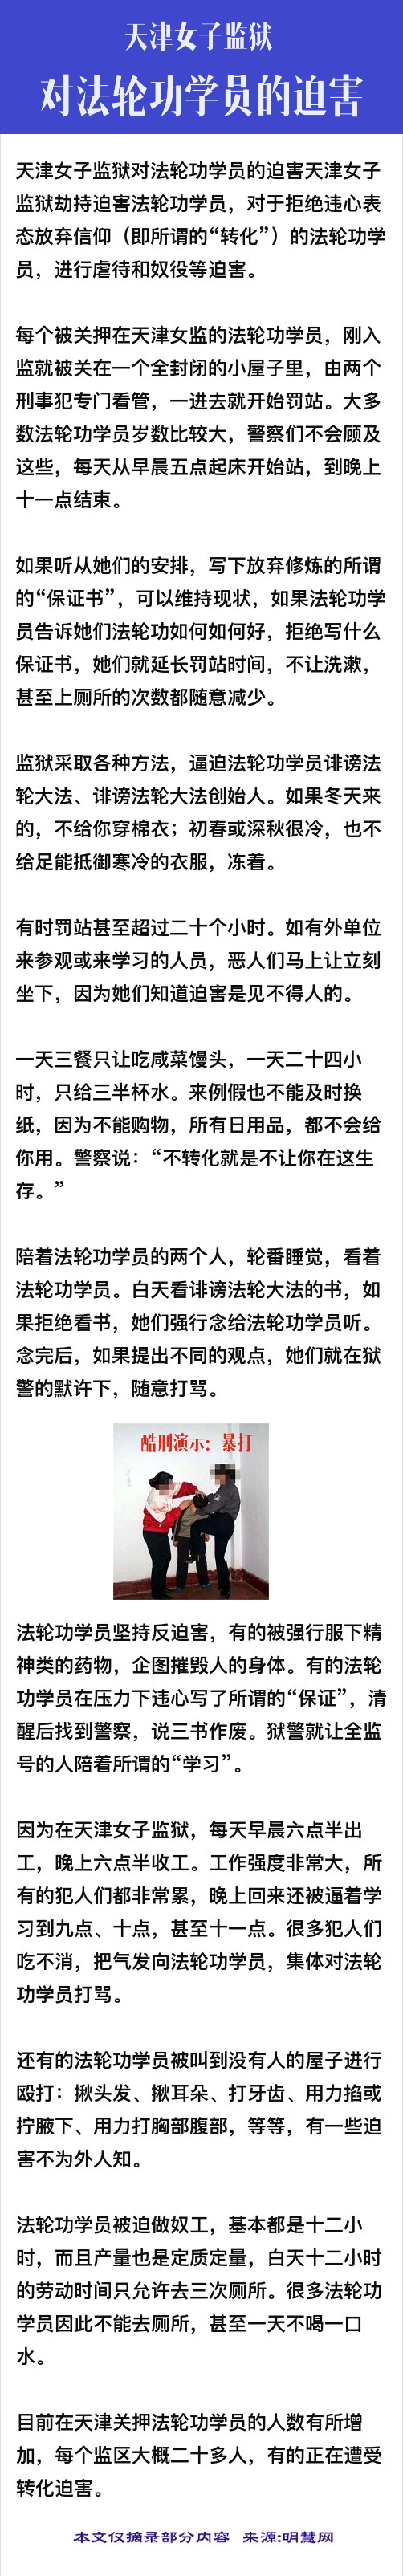 天津女子监狱
对法轮功学员的迫害
天津女子监狱对法轮功学员的迫害天津女子
监狱劫持迫害法轮功学员，对于拒绝违心表
态放弃信仰（即所谓的“转化”）的法轮功学
员，进行虐待和奴役等迫害。
每个被关押在天津女监的法轮功学员，刚入
监就被关在一个全封闭的小屋子里，由两个
刑事犯专门看管，一进去就开始罚站。大多
数法轮功学员岁数比较大，警察们不会顾及
这些，每天从早晨五点起床开始站，到晚上
十一点结束。
如果听从她们的安排，写下放弃修炼的所谓
的“保证书”，可以维持现状，如果法轮功学
员告诉她们法轮功如何如何好，拒绝写什么
保证书，她们就延长罚站时间，不让洗漱，
甚至上厕所的次数都随意减少。
监狱采取各种方法，逼迫法轮功学员诽谤法
轮大法、诽谤法轮大法创始人。如果冬天来
的，不给你穿棉衣；初春或深秋很冷，也不
给足能抵御寒冷的衣服，冻着。
有时罚站甚至超过二十个小时。如有外单位
来参观或来学习的人员，恶人们马上让立刻
坐下，因为她们知道迫害是见不得人的。
一天三餐只让吃咸菜馒头，一天二十四小
时，只给三半杯水。来例假也不能及时换
纸，因为不能购物，所有日用品，都不会给
你用。警察说：“不转化就是不让你在这生
存。”
陪着法轮功学员的两个人，轮番睡觉，看着
法轮功学员。白天看诽谤法轮大法的书，如
果拒绝看书，她们强行念给法轮功学员听。
念完后，如果提出不同的观点，她们就在狱
警的默许下，随意打骂。
酷刑演示：暴打
法轮功学员坚持反迫害，有的被强行服下精
神类的药物，企图摧毁人的身体。有的法轮
功学员在压力下违心写了所谓的“保证”，清
醒后找到警察，说三书作废。狱警就让全监
号的人陪着所谓的“学习”。
因为在天津女子监狱，每天早晨六点半出
工，晚上六点半收工。工作强度非常大，所
有的犯人们都非常累，晚上回来还被逼着学
习到九点、十点，甚至十一点。很多犯人们
吃不消，把气发向法轮功学员，集体对法轮
功学员打骂。
还有的法轮功学员被叫到没有人的屋子进行
殴打：揪头发、揪耳朵、打牙齿、用力掐或
拧腋下、用力打胸部腹部，等等，有一些迫
害不为外人知。
法轮功学员被迫做奴工，基本都是十二小
时，而且产量也是定质定量，白天十二小时
的劳动时间只允许去三次厕所。很多法轮功
学员因此不能去厕所，甚至一天不喝一口
水。
目前在天津关押法轮功学员的人数有所增
加，每个监区大概二十多人，有的正在遭受
转化迫害。
本文仅摘录部分内容 来源:明慧网